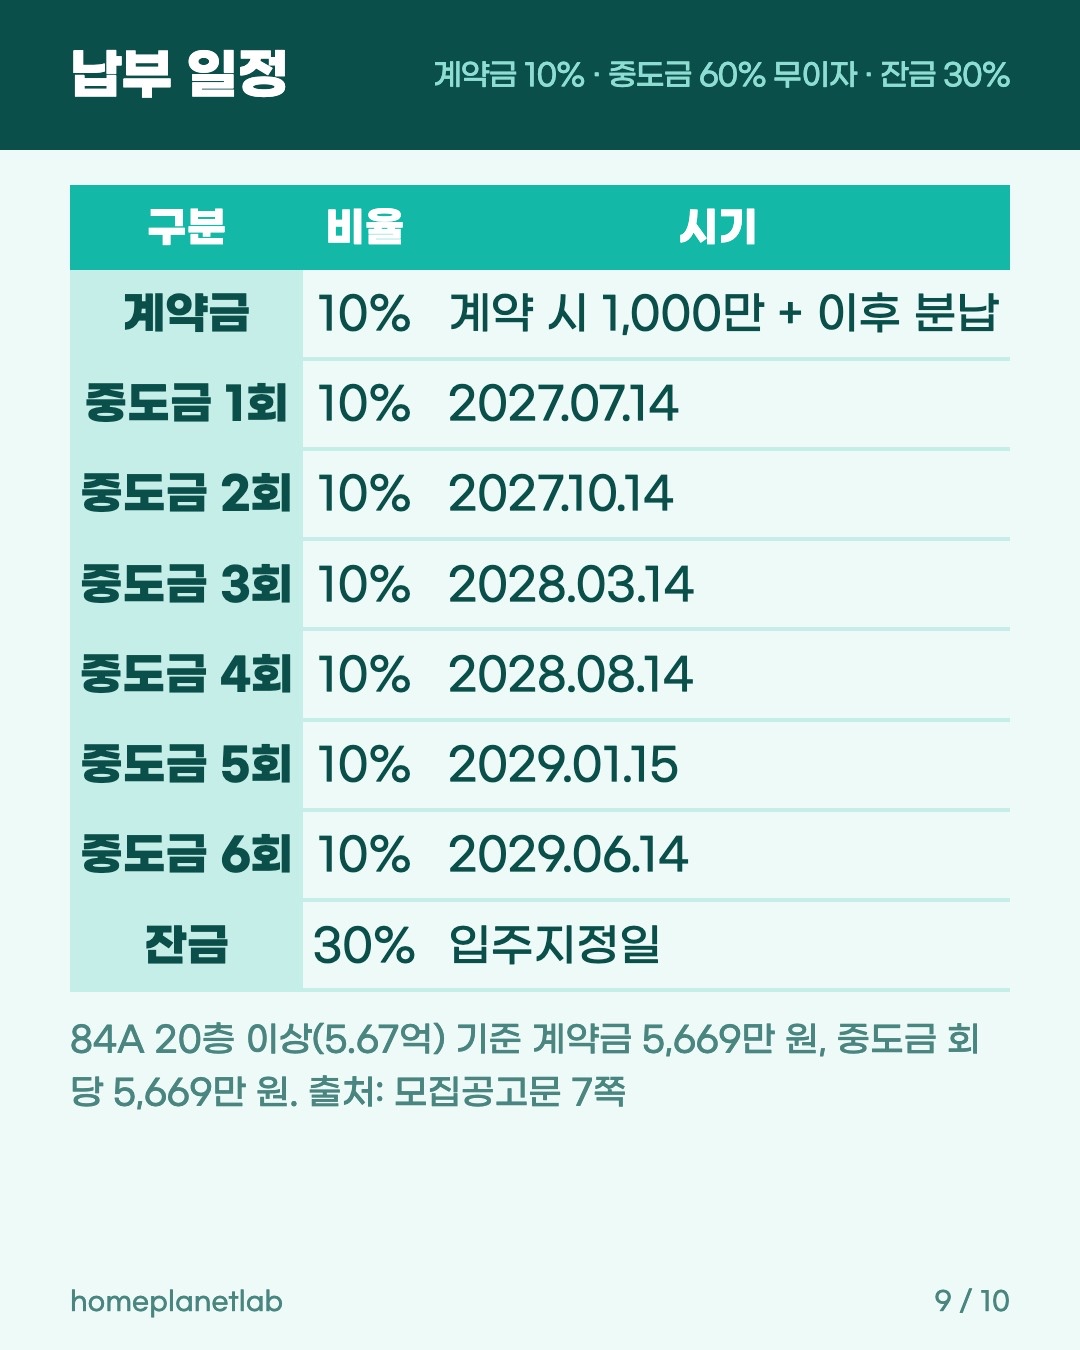 납부 일정
계약금 10% · 중도금 60% 무이자 · 잔금 30%
구분 비율 시기
계약금 10% 계약 시 1,000만 + 이후 분납
중도금 1회 10% 2027.07.14
중도금 2회 10% 2027.10.14
중도금 3회 10% 2028.03.14
중도금 4회 10% 2028.08.14
중도금 5회 10% 2029.01.15
중도금 6회 10% 2029.06.14
잔금 30% 입주지정일
84A 20층 이상(5.67억) 기준 계약금 5,669만 원, 중도금 회
당 5,669만 원. 출처: 모집공고문 7쪽
homeplanetlab
9 / 10